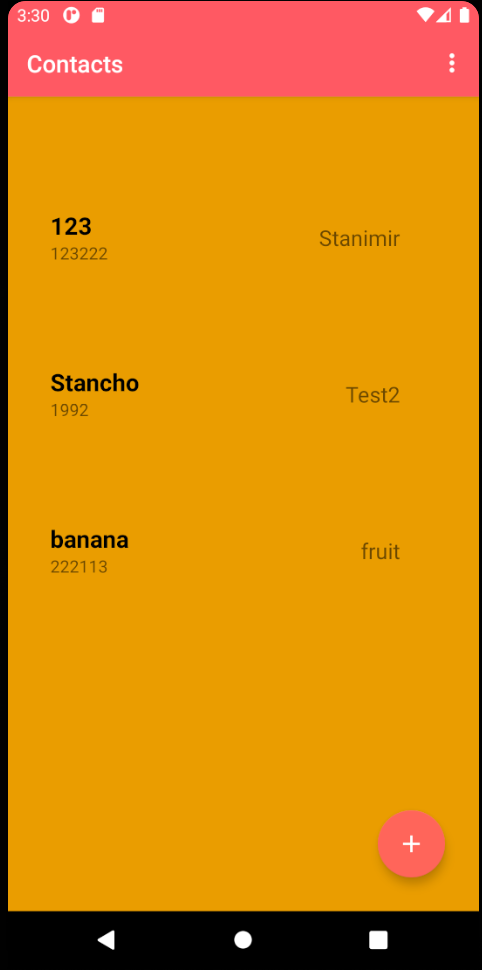 3:30
Contacts
123
123222
Stanimir
Stancho
1992
Test2
banana
222113
fruit
+